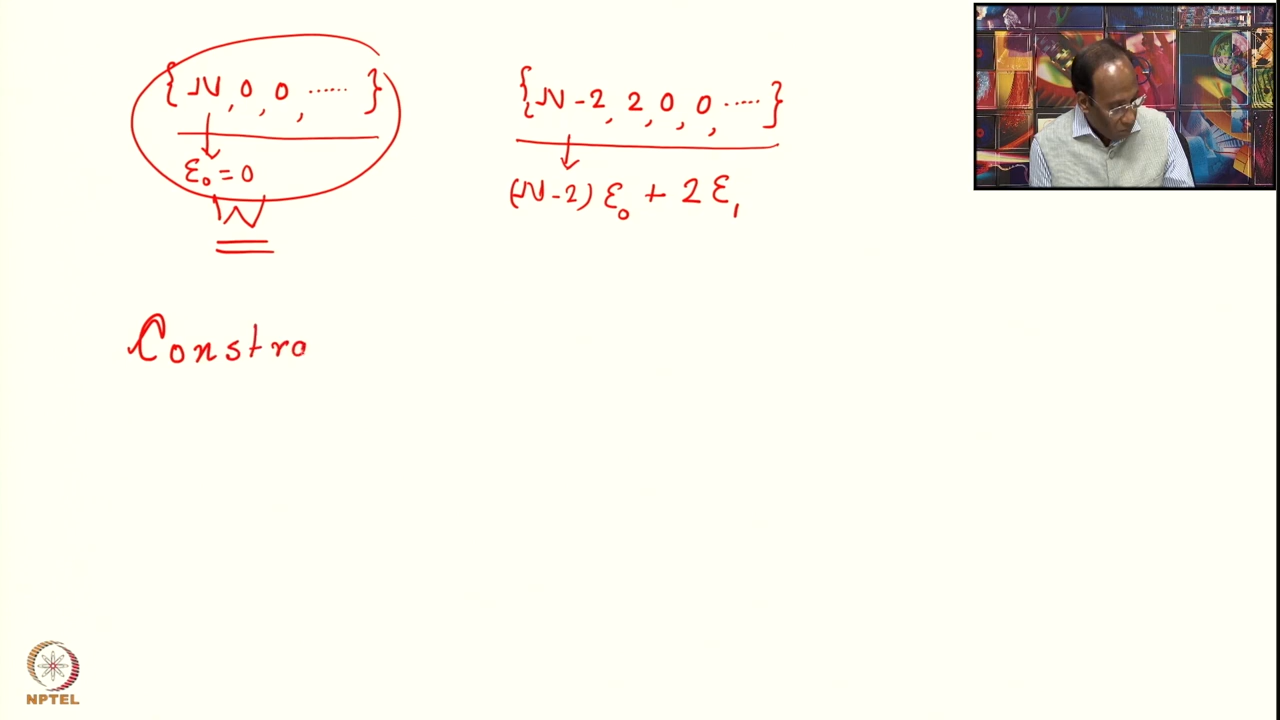 {N, 0, 0, ......}
ε₀ = 0
W
{N-2, 2, 0, 0, .....}
(N-2) ε₀ + 2 ε₁
Constra
NPTEL